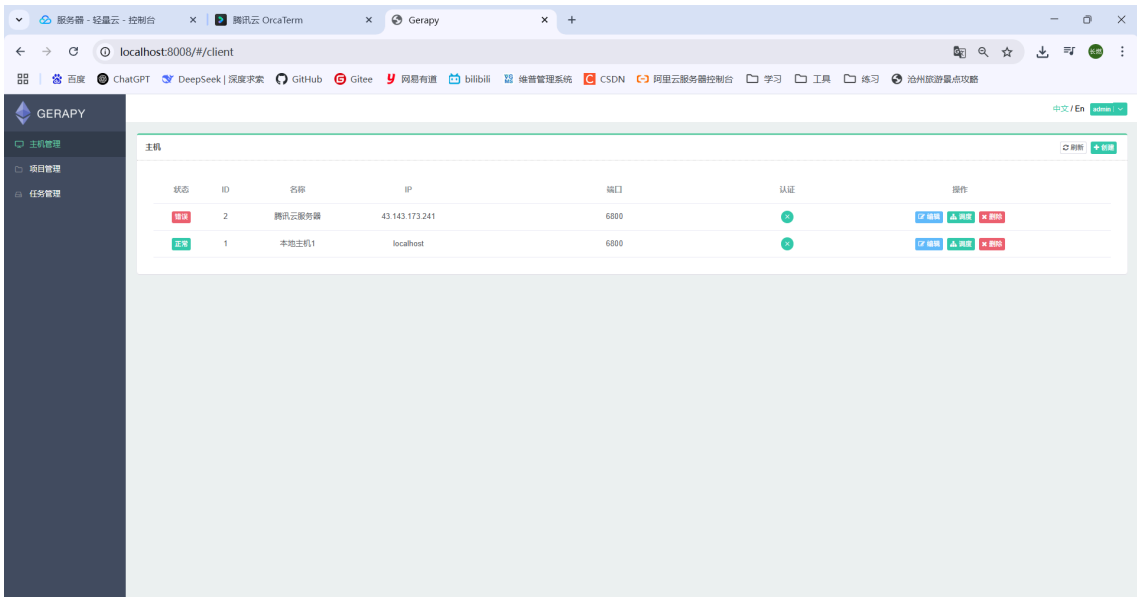 服务器 - 轻量云 - 控制台 腾讯云 OrcaTerm Gerapy
localhost:8008/#/client
百度 ChatGPT DeepSeek | 深度求索 GitHub Gitee 网易有道 bilibili 维普管理系统 CSDN 阿里云服务器控制台 学习 工具 练习 沧州旅游景点攻略
GERAPY 中文 / En admin
主机管理 主机 刷新 创建
项目管理
任务管理 状态 ID 名称 IP 端口 认证 操作
错误 2 腾讯云服务器 43.143.173.241 6800 编辑 调度 删除
正常 1 本地主机1 localhost 6800 编辑 调度 删除